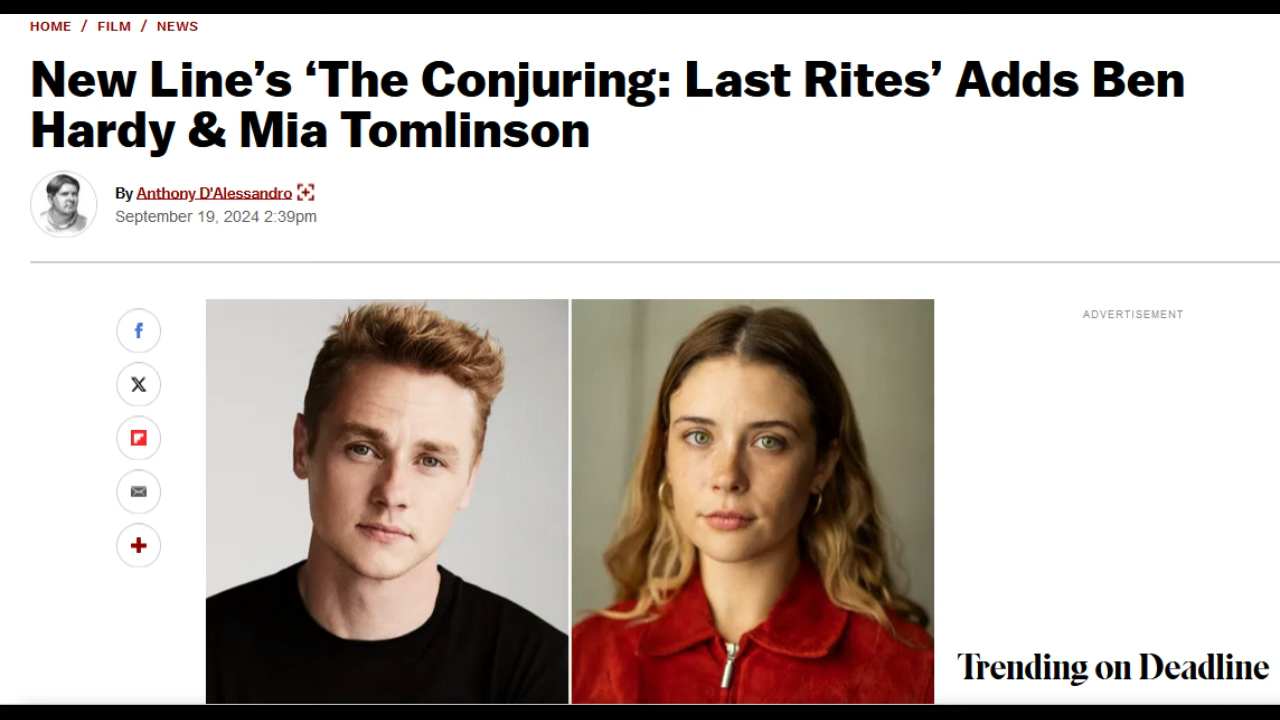 HOME / FILM / NEWS
New Line’s ‘The Conjuring: Last Rites’ Adds Ben
Hardy & Mia Tomlinson
By Anthony D'Alessandro
September 19, 2024 2:39pm
ADVERTISEMENT
Trending on Deadline